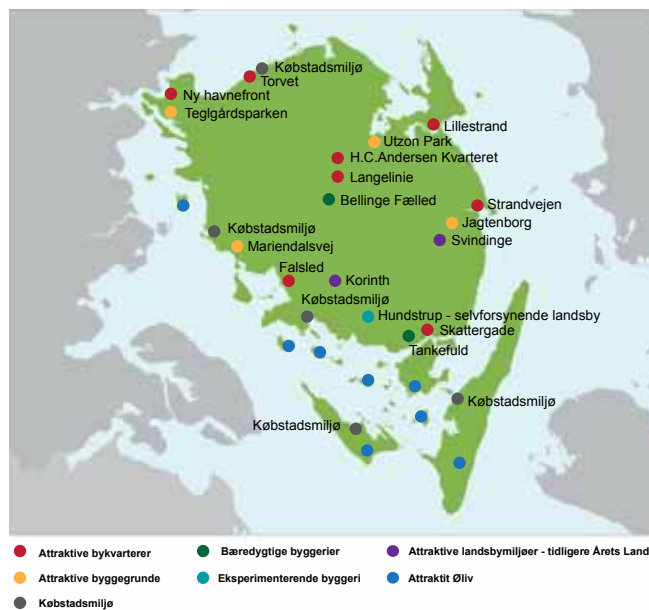 Købstadsmiljø
Torvet
Ny havnefront
Teglgårdsparken
Lillestrand
Utzon Park
H.C.Andersen Kvarteret
Langelinie
Bellinge Fælled
Strandvejen
Jagtenborg
Købstadsmiljø
Svindinge
Mariendalsvej
Falsled
Korinth
Købstadsmiljø
Hundstrup - selvforsynende landsby
Skattergade
Tankefuld
Købstadsmiljø
Købstadsmiljø
Attraktive bykvarterer
Bæredygtige byggerier
Attraktive landsbymiljøer - tidligere Årets Land
Attraktive byggegrunde
Eksperimenterende byggeri
Attraktit Øliv
Købstadsmiljø